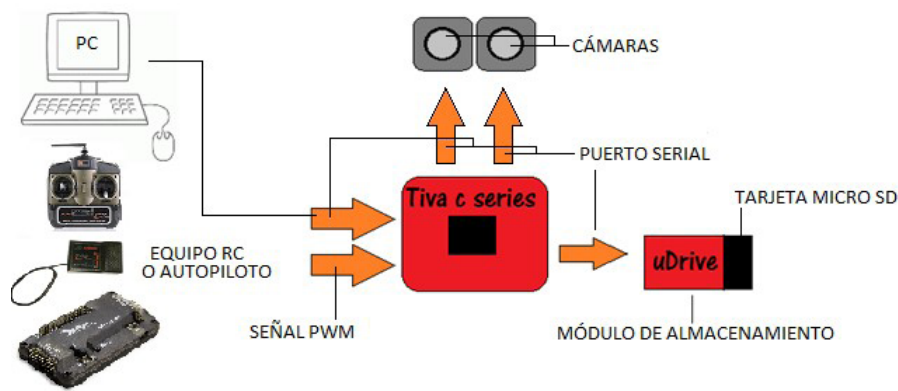 PC
CÁMARAS
PUERTO SERIAL
Tiva c series
TARJETA MICRO SD
EQUIPO RC
O AUTOPILOTO
uDrive
SEÑAL PWM
MÓDULO DE ALMACENAMIENTO